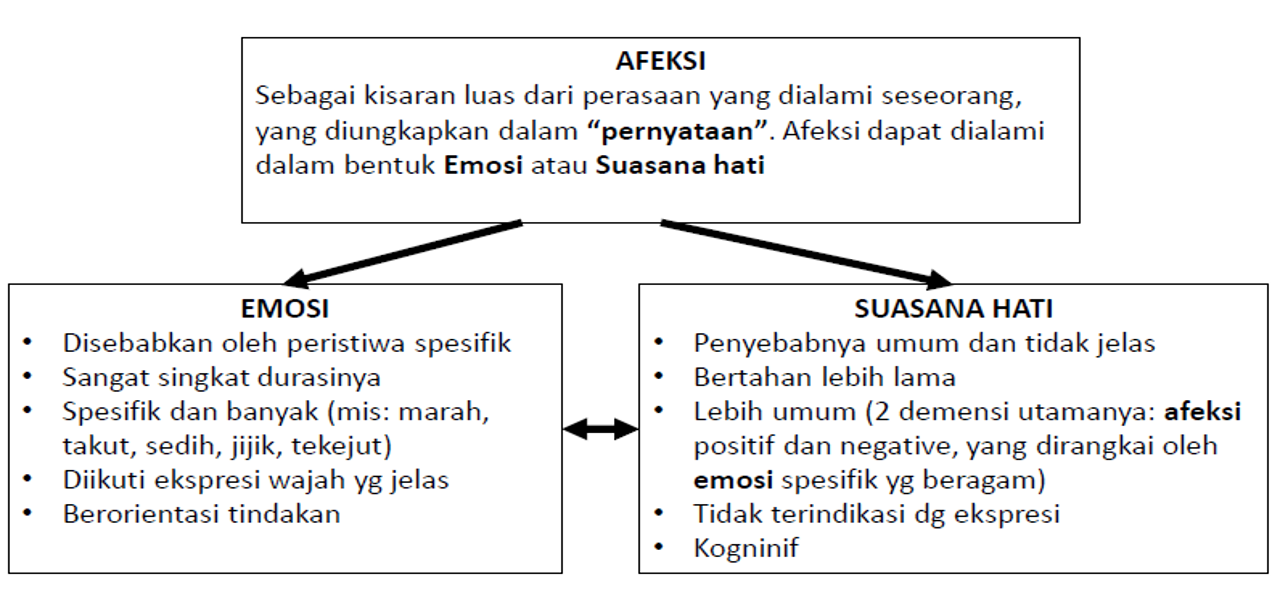 AFEKSI
Sebagai kisaran luas dari perasaan yang dialami seseorang,
yang diungkapkan dalam “pernyataan”. Afeksi dapat dialami
dalam bentuk Emosi atau Suasana hati
EMOSI
• Disebabkan oleh peristiwa spesifik
• Sangat singkat durasinya
• Spesifik dan banyak (mis: marah,
takut, sedih, jijik, tekejut)
• Diikuti ekspresi wajah yg jelas
• Berorientasi tindakan
SUASANA HATI
• Penyebabnya umum dan tidak jelas
• Bertahan lebih lama
• Lebih umum (2 demensi utamanya: afeksi
positif dan negative, yang dirangkai oleh
emosi spesifik yg beragam)
• Tidak terindikasi dg ekspresi
• Kogninif